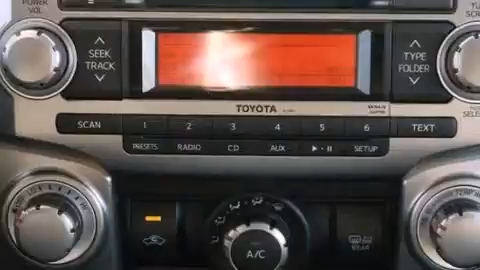 POWER
VOL
SEEK
TRACK
TYPE
FOLDER
TOYOTA
SCAN 1 2 3 4 5 6 TEXT
PRESETS RADIO CD AUX SETUP
A/C
REAR